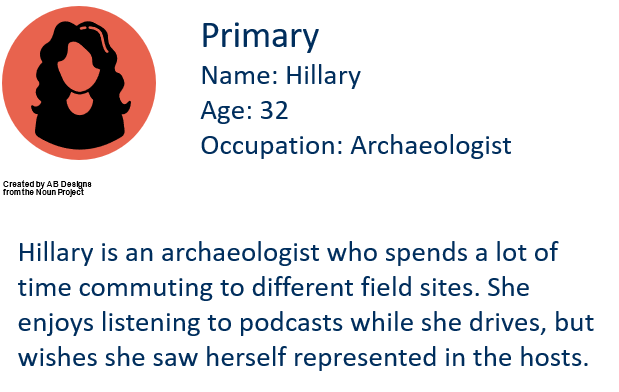 Primary
Name: Hillary
Age: 32
Occupation: Archaeologist
Created by AB Designs
from the Noun Project
Hillary is an archaeologist who spends a lot of
time commuting to different field sites. She
enjoys listening to podcasts while she drives, but
wishes she saw herself represented in the hosts.